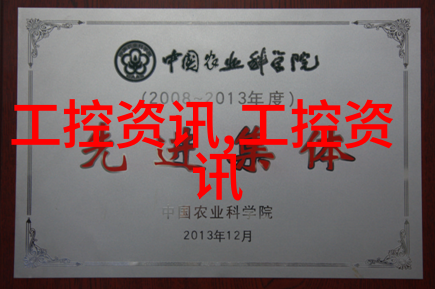 中国农业科学院
(2008-2013年度)
工控资讯,工控资讯
先进集体
中国农业科学院
2013年12月